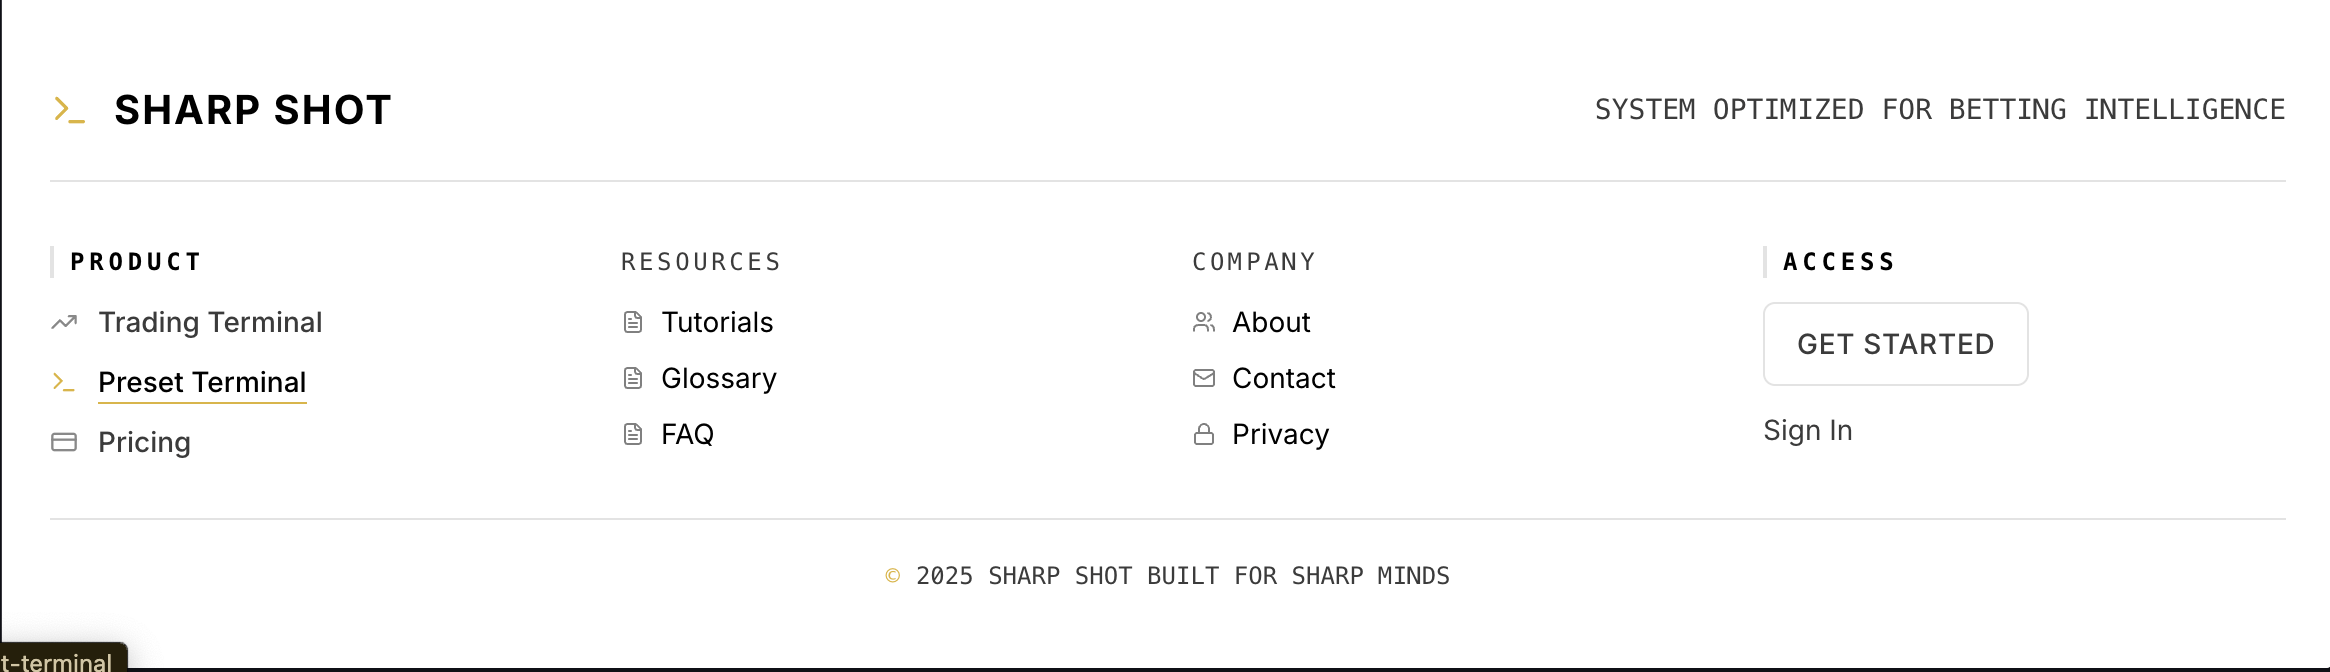 SHARP SHOT
SYSTEM OPTIMIZED FOR BETTING INTELLIGENCE
PRODUCT
Trading Terminal
Preset Terminal
Pricing
RESOURCES
Tutorials
Glossary
FAQ
COMPANY
About
Contact
Privacy
ACCESS
GET STARTED
Sign In
© 2025 SHARP SHOT BUILT FOR SHARP MINDS
t-terminal